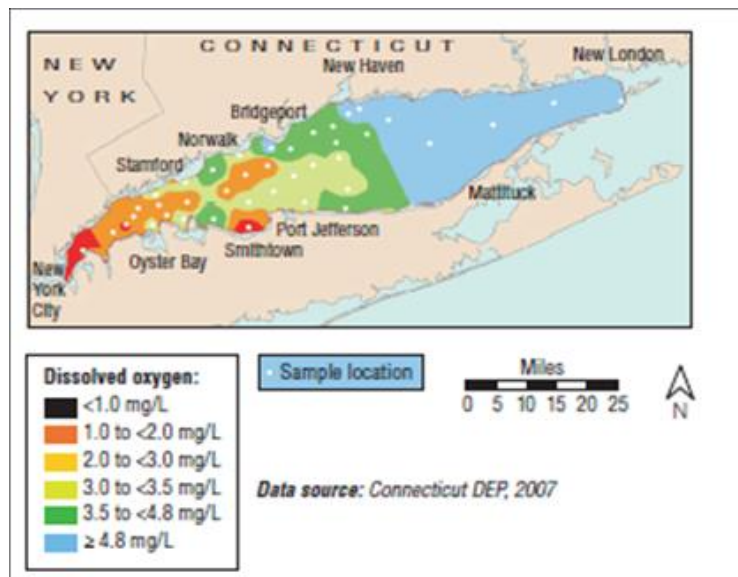 CONNECTICUT
New London
NEW
YORK
New Haven
Bridgeport
Norwalk
Stamford
Mattituck
Port Jefferson
Smithtown
Oyster Bay
New
York
City
Dissolved oxygen:
<1.0 mg/L
1.0 to <2.0 mg/L
2.0 to <3.0 mg/L
3.0 to <3.5 mg/L
3.5 to <4.8 mg/L
≥ 4.8 mg/L
Sample location
Miles
0 5 10 15 20 25
N
Data source: Connecticut DEP, 2007